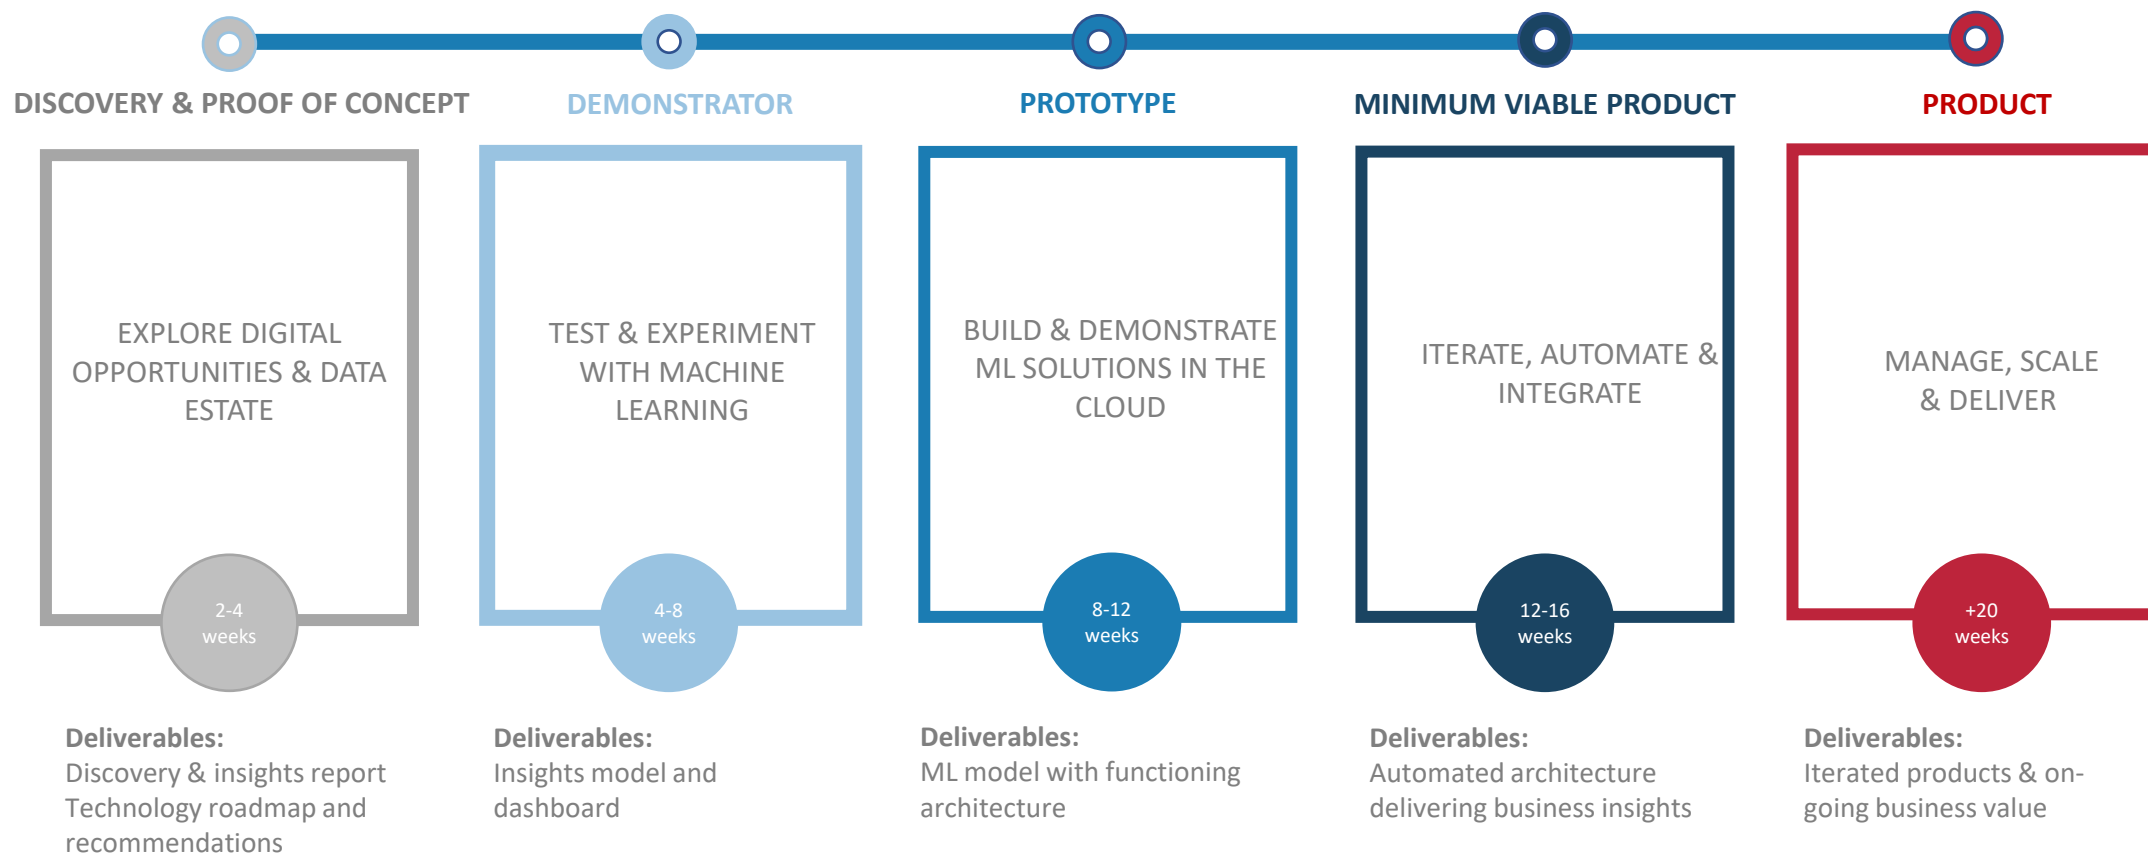 DISCOVERY & PROOF OF CONCEPT
DEMONSTRATOR
PROTOTYPE
MINIMUM VIABLE PRODUCT
PRODUCT
EXPLORE DIGITAL
OPPORTUNITIES & DATA
ESTATE
TEST & EXPERIMENT
WITH MACHINE
LEARNING
BUILD & DEMONSTRATE
ML SOLUTIONS IN THE
CLOUD
ITERATE, AUTOMATE &
INTEGRATE
MANAGE, SCALE
& DELIVER
2-4
weeks
4-8
weeks
8-12
weeks
12-16
weeks
+20
weeks
Deliverables:
Discovery & insights report
Technology roadmap and
recommendations
Deliverables:
Insights model and
dashboard
Deliverables:
ML model with functioning
architecture
Deliverables:
Automated architecture
delivering business insights
Deliverables:
Iterated products & on-
going business value